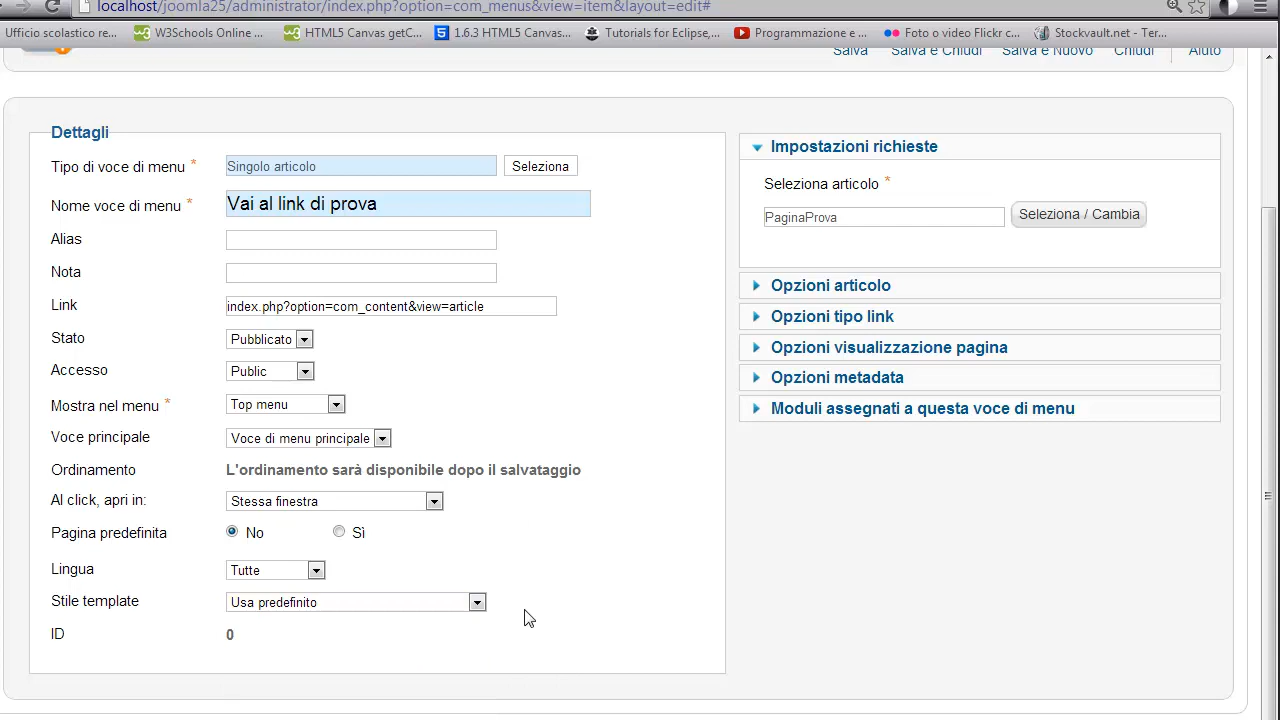 localhost/joomla25/administrator/index.php?option=com_menus&view=item&layout=edit#
Ufficio scolastico re... W3Schools Online ... HTML5 Canvas getC... 1.6.3 HTML5 Canvas... Tutorials for Eclipse,... Programmazione e ... Foto o video Flickr c... Stockvault.net - Ter...
Salva Salva e Chiudi Salva e Nuovo Chiudi Aiuto
Dettagli
Tipo di voce di menu * Singolo articolo Seleziona
Nome voce di menu * Vai al link di prova
Alias
Nota
Link index.php?option=com_content&view=article
Stato Pubblicato
Accesso Public
Mostra nel menu * Top menu
Voce principale Voce di menu principale
Ordinamento L'ordinamento sarà disponibile dopo il salvataggio
Al click, apri in: Stessa finestra
Pagina predefinita No Sì
Lingua Tutte
Stile template Usa predefinito
ID 0
Impostazioni richieste
Seleziona articolo *
PaginaProva Seleziona / Cambia
Opzioni articolo
Opzioni tipo link
Opzioni visualizzazione pagina
Opzioni metadata
Moduli assegnati a questa voce di menu